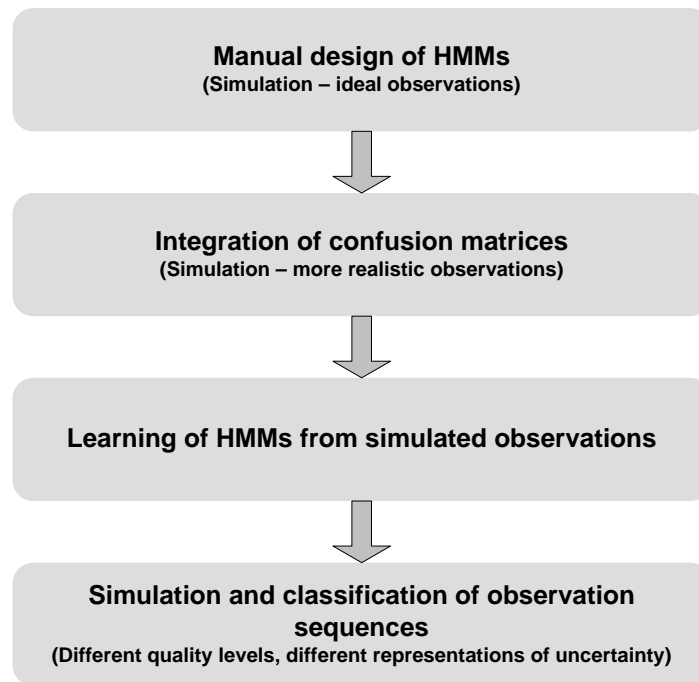 Manual design of HMMs
(Simulation – ideal observations)
Integration of confusion matrices
(Simulation – more realistic observations)
Learning of HMMs from simulated observations
Simulation and classification of observation
sequences
(Different quality levels, different representations of uncertainty)